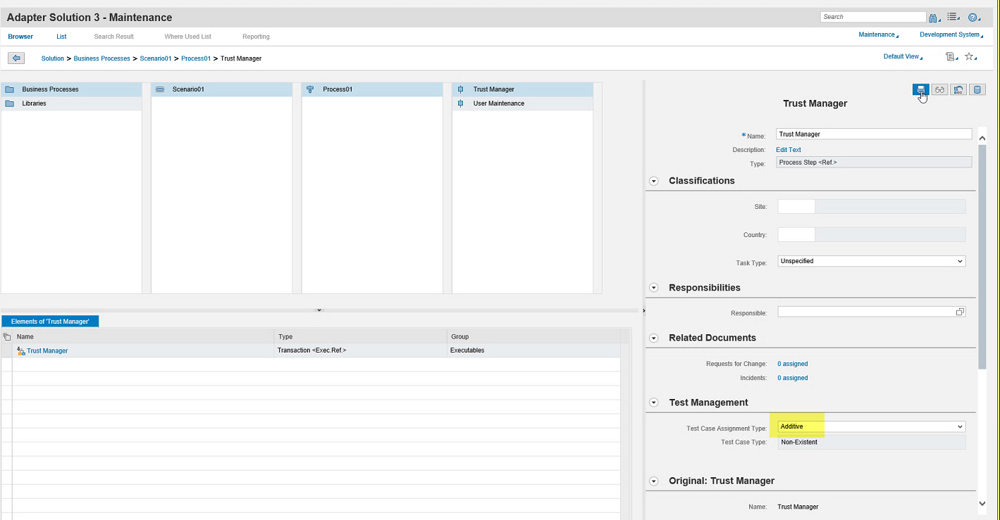 Adapter Solution 3 - Maintenance
Search
Browser List Search Result Where Used List Reporting
Maintenance Development System
Solution > Business Processes > Scenario01 > Process01 > Trust Manager
Default View
Business Processes
Libraries
Scenario01
Process01
Trust Manager
User Maintenance
Elements of 'Trust Manager'
Name Type Group
Trust Manager Transaction <Exec.Ref.> Executables
Trust Manager
* Name: Trust Manager
Description: Edit Text
Type: Process Step <Ref.>
Classifications
Site:
Country:
Task Type: Unspecified
Responsibilities
Responsible:
Related Documents
Requests for Change: 0 assigned
Incidents: 0 assigned
Test Management
Test Case Assignment Type: Additive
Test Case Type: Non-Existent
Original: Trust Manager
Name: Trust Manager